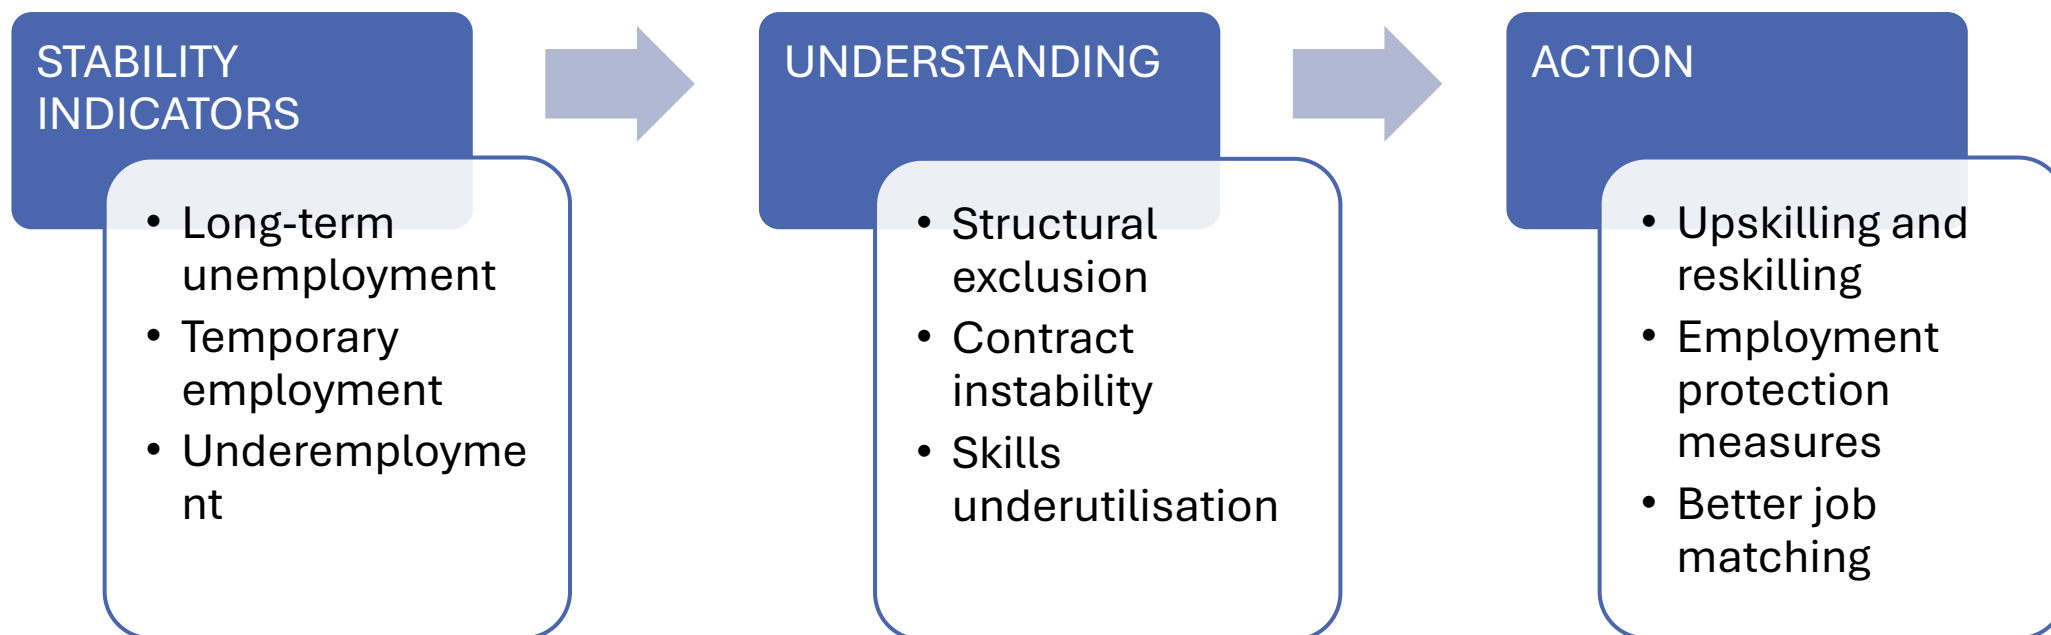 STABILITY
INDICATORS
• Long-term
unemployment
• Temporary
employment
• Underemployme
nt
UNDERSTANDING
• Structural
exclusion
• Contract
instability
• Skills
underutilisation
ACTION
• Upskilling and
reskilling
• Employment
protection
measures
• Better job
matching